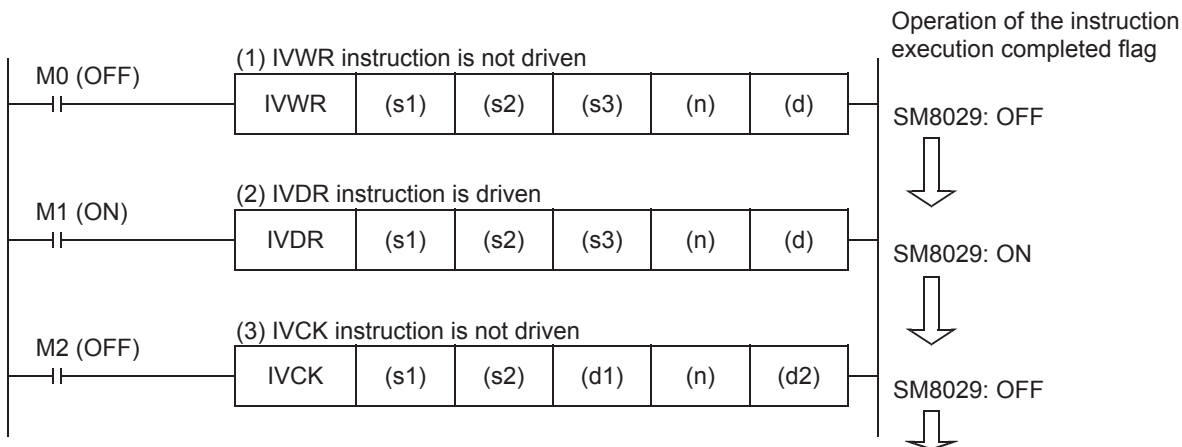 Operation of the instruction
execution completed flag
(1) IVWR instruction is not driven
M0 (OFF)
IVWR (s1) (s2) (s3) (n) (d)
SM8029: OFF
(2) IVDR instruction is driven
M1 (ON)
IVDR (s1) (s2) (s3) (n) (d)
SM8029: ON
(3) IVCK instruction is not driven
M2 (OFF)
IVCK (s1) (s2) (d1) (n) (d2)
SM8029: OFF